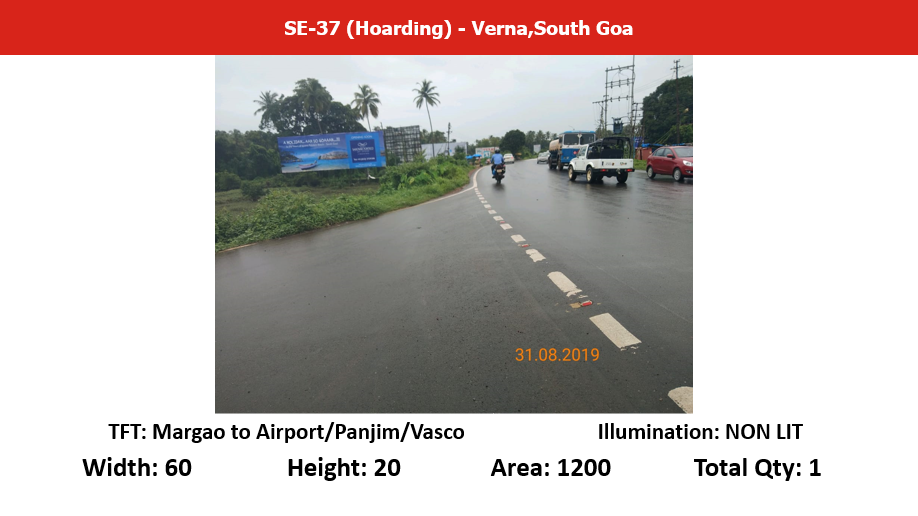 SE-37 (Hoarding) - Verna,South Goa
31.08.2019
TFT: Margao to Airport/Panjim/Vasco
Illumination: NON LIT
Width: 60
Height: 20
Area: 1200
Total Qty: 1